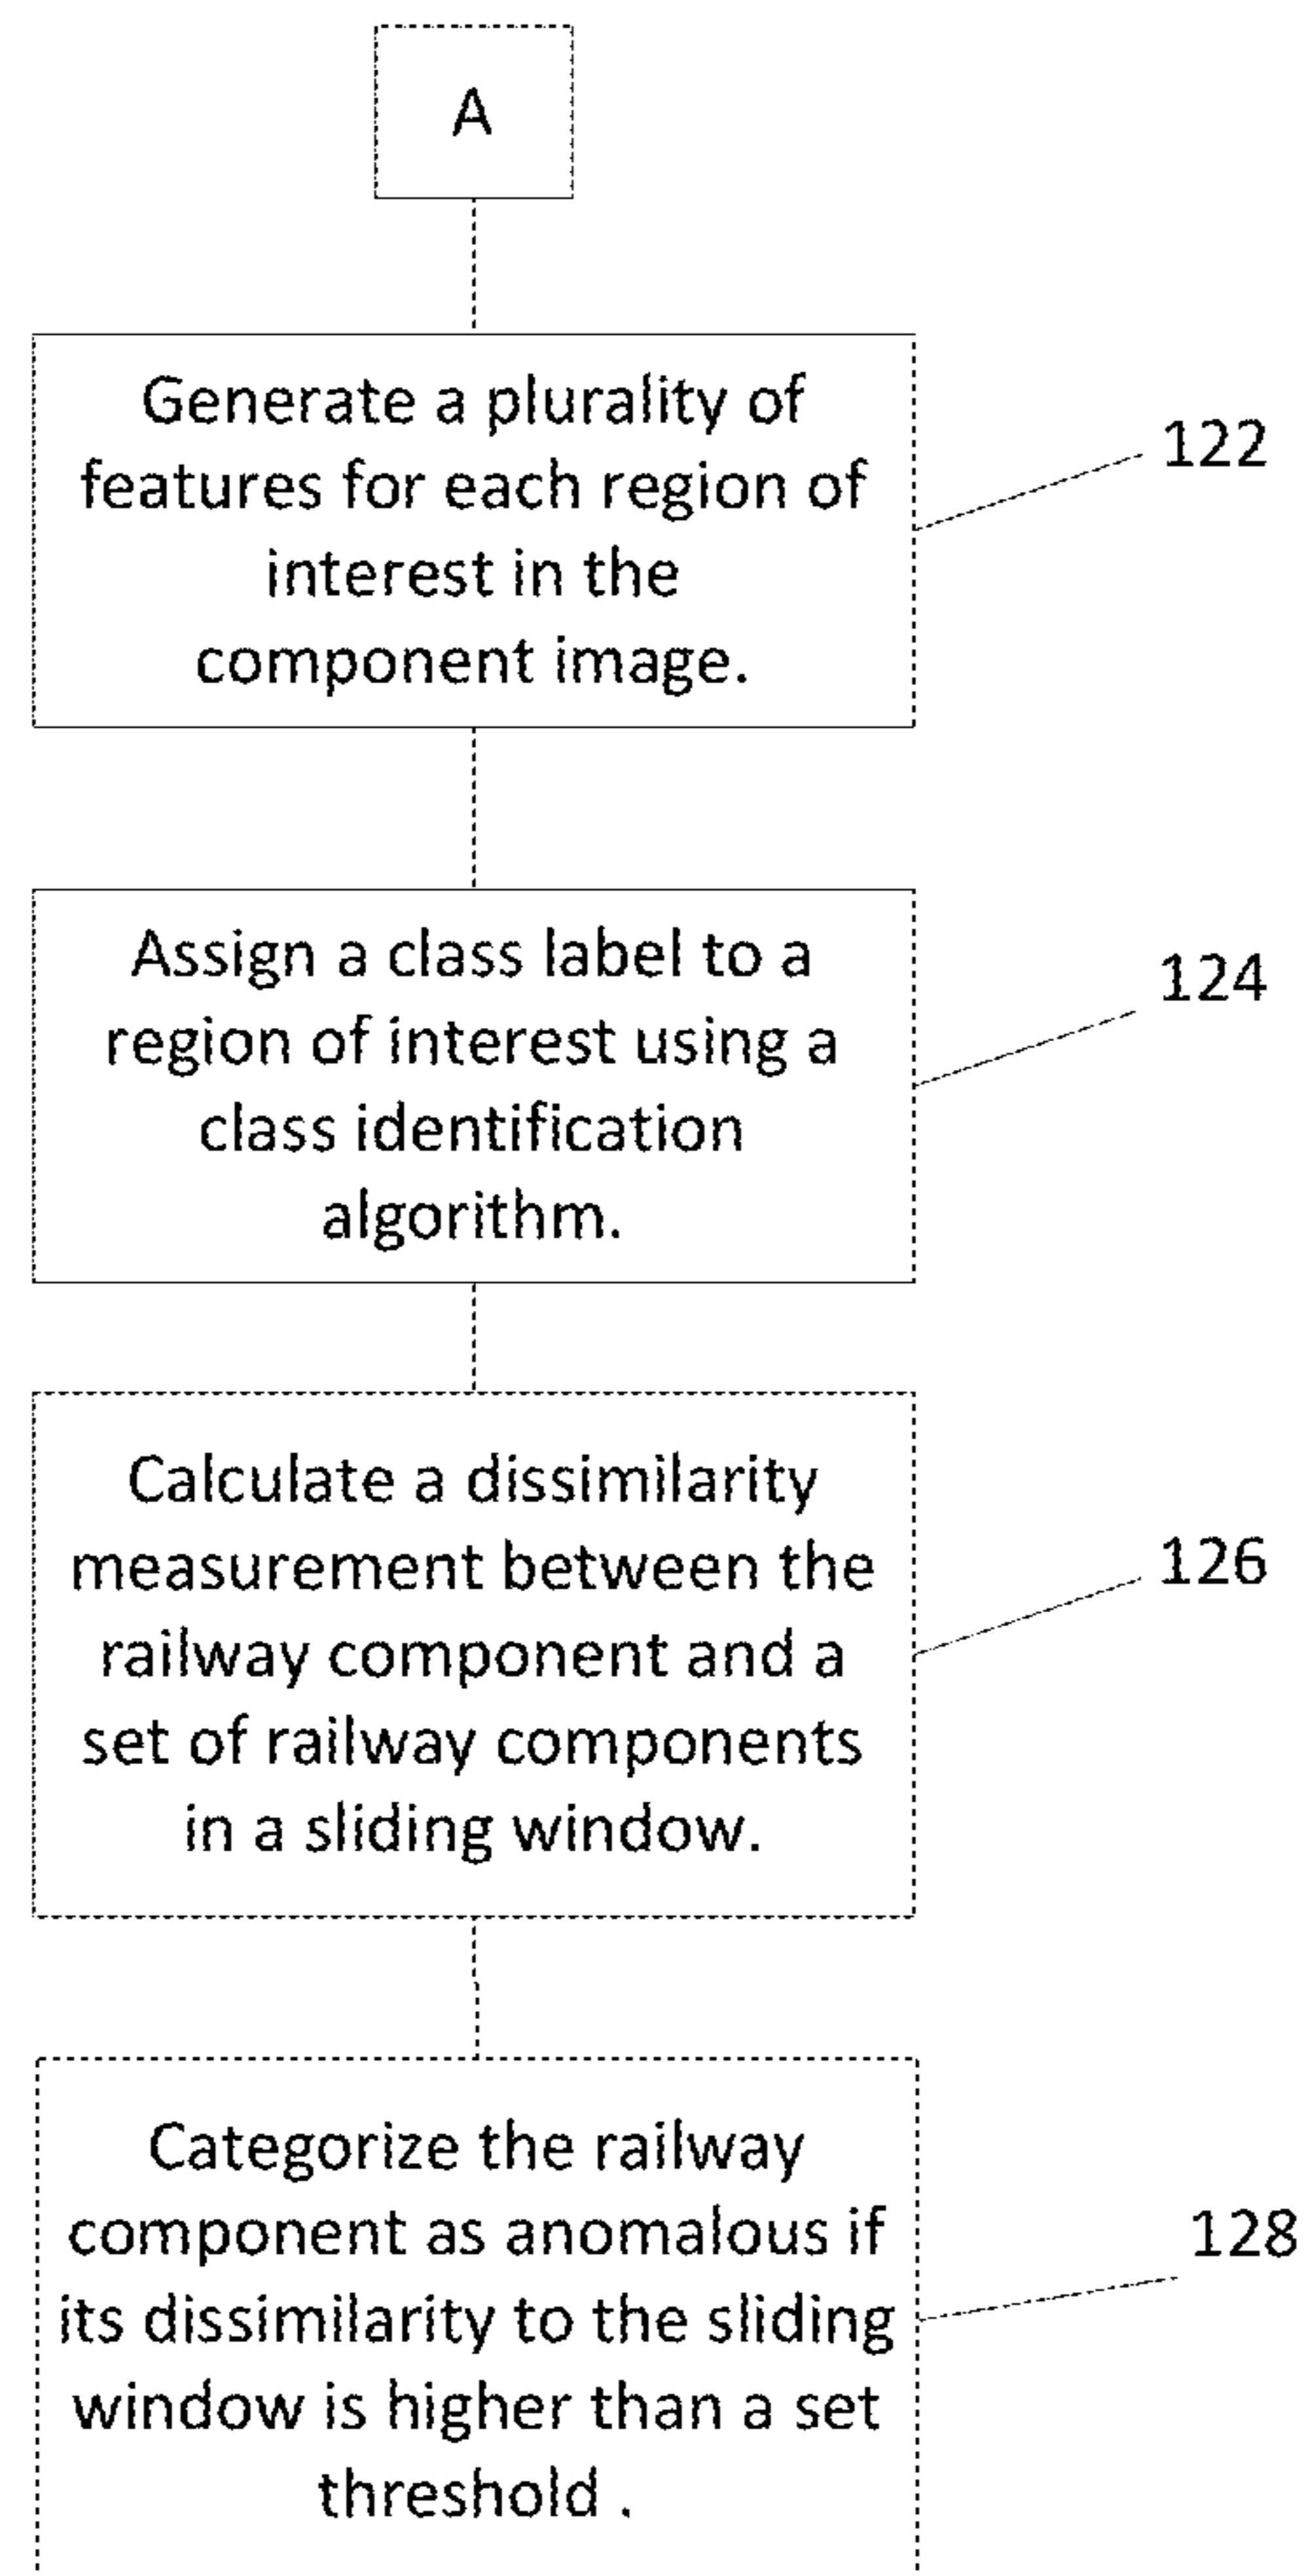 A
Generate a plurality of
features for each region of
interest in the
component image.
122
Assign a class label to a
region of interest using a
class identification
algorithm.
124
Calculate a dissimilarity
measurement between the
railway component and a
set of railway components
in a sliding window.
126
Categorize the railway
component as anomalous if
its dissimilarity to the sliding
window is higher than a set
threshold .
128